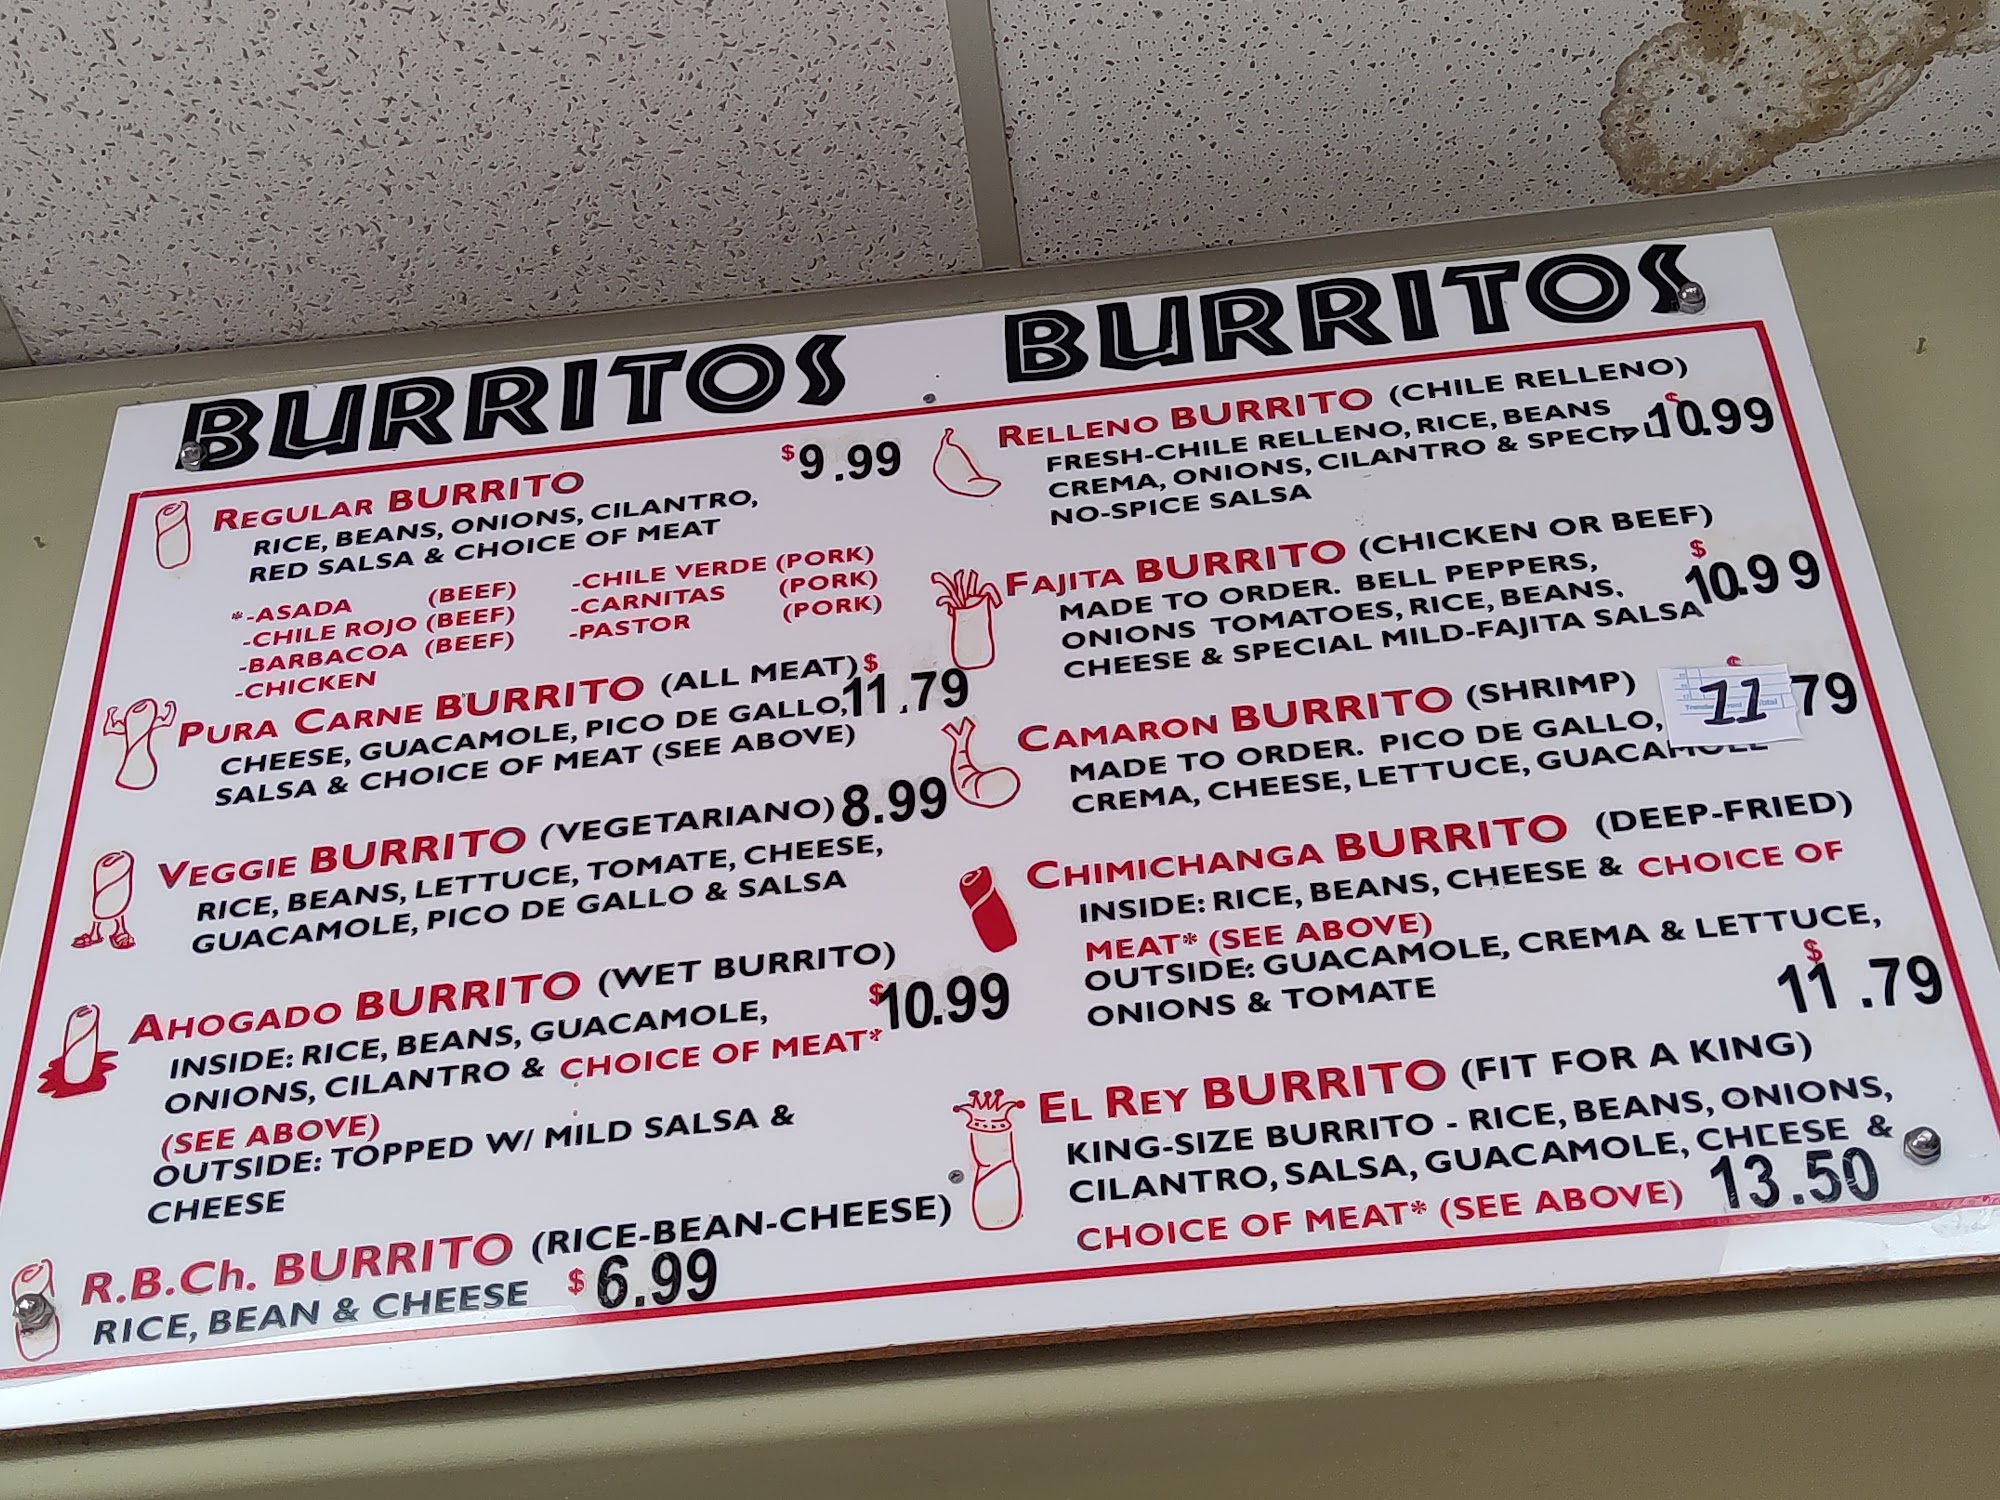 BURRITOS
REGULAR BURRITO $9.99
RICE, BEANS, ONIONS, CILANTRO,
RED SALSA & CHOICE OF MEAT
*-ASADA (BEEF) -CHILE VERDE (PORK)
-CHILE ROJO (BEEF) -CARNITAS (PORK)
-BARBACOA (BEEF) -PASTOR (PORK)
-CHICKEN
PURA CARNE BURRITO (ALL MEAT) $
CHEESE, GUACAMOLE, PICO DE GALLO, 11.79
SALSA & CHOICE OF MEAT (SEE ABOVE)
VEGGIE BURRITO (VEGETARIANO) 8.99
RICE, BEANS, LETTUCE, TOMATE, CHEESE,
GUACAMOLE, PICO DE GALLO & SALSA
AHOGADO BURRITO (WET BURRITO)
INSIDE: RICE, BEANS, GUACAMOLE, $10.99
ONIONS, CILANTRO & CHOICE OF MEAT*
(SEE ABOVE)
OUTSIDE: TOPPED W/ MILD SALSA &
CHEESE
R.B.CH. BURRITO (RICE-BEAN-CHEESE)
RICE, BEAN & CHEESE $6.99
BURRITOS
RELLENO BURRITO (CHILE RELLENO)
FRESH-CHILE RELLENO, RICE, BEANS $10.99
CREMA, ONIONS, CILANTRO & SPECIAL
NO-SPICE SALSA
FAJITA BURRITO (CHICKEN OR BEEF)
MADE TO ORDER. BELL PEPPERS, $
ONIONS TOMATOES, RICE, BEANS, 10.99
CHEESE & SPECIAL MILD-FAJITA SALSA
CAMARON BURRITO (SHRIMP) $11 79
MADE TO ORDER. PICO DE GALLO,
CREMA, CHEESE, LETTUCE, GUACAMOLE
CHIMICHANGA BURRITO (DEEP-FRIED)
INSIDE: RICE, BEANS, CHEESE & CHOICE OF
MEAT* (SEE ABOVE)
OUTSIDE: GUACAMOLE, CREMA & LETTUCE,
ONIONS & TOMATE $11.79
EL REY BURRITO (FIT FOR A KING)
KING-SIZE BURRITO - RICE, BEANS, ONIONS,
CILANTRO, SALSA, GUACAMOLE, CHEESE &
CHOICE OF MEAT* (SEE ABOVE) 13.50